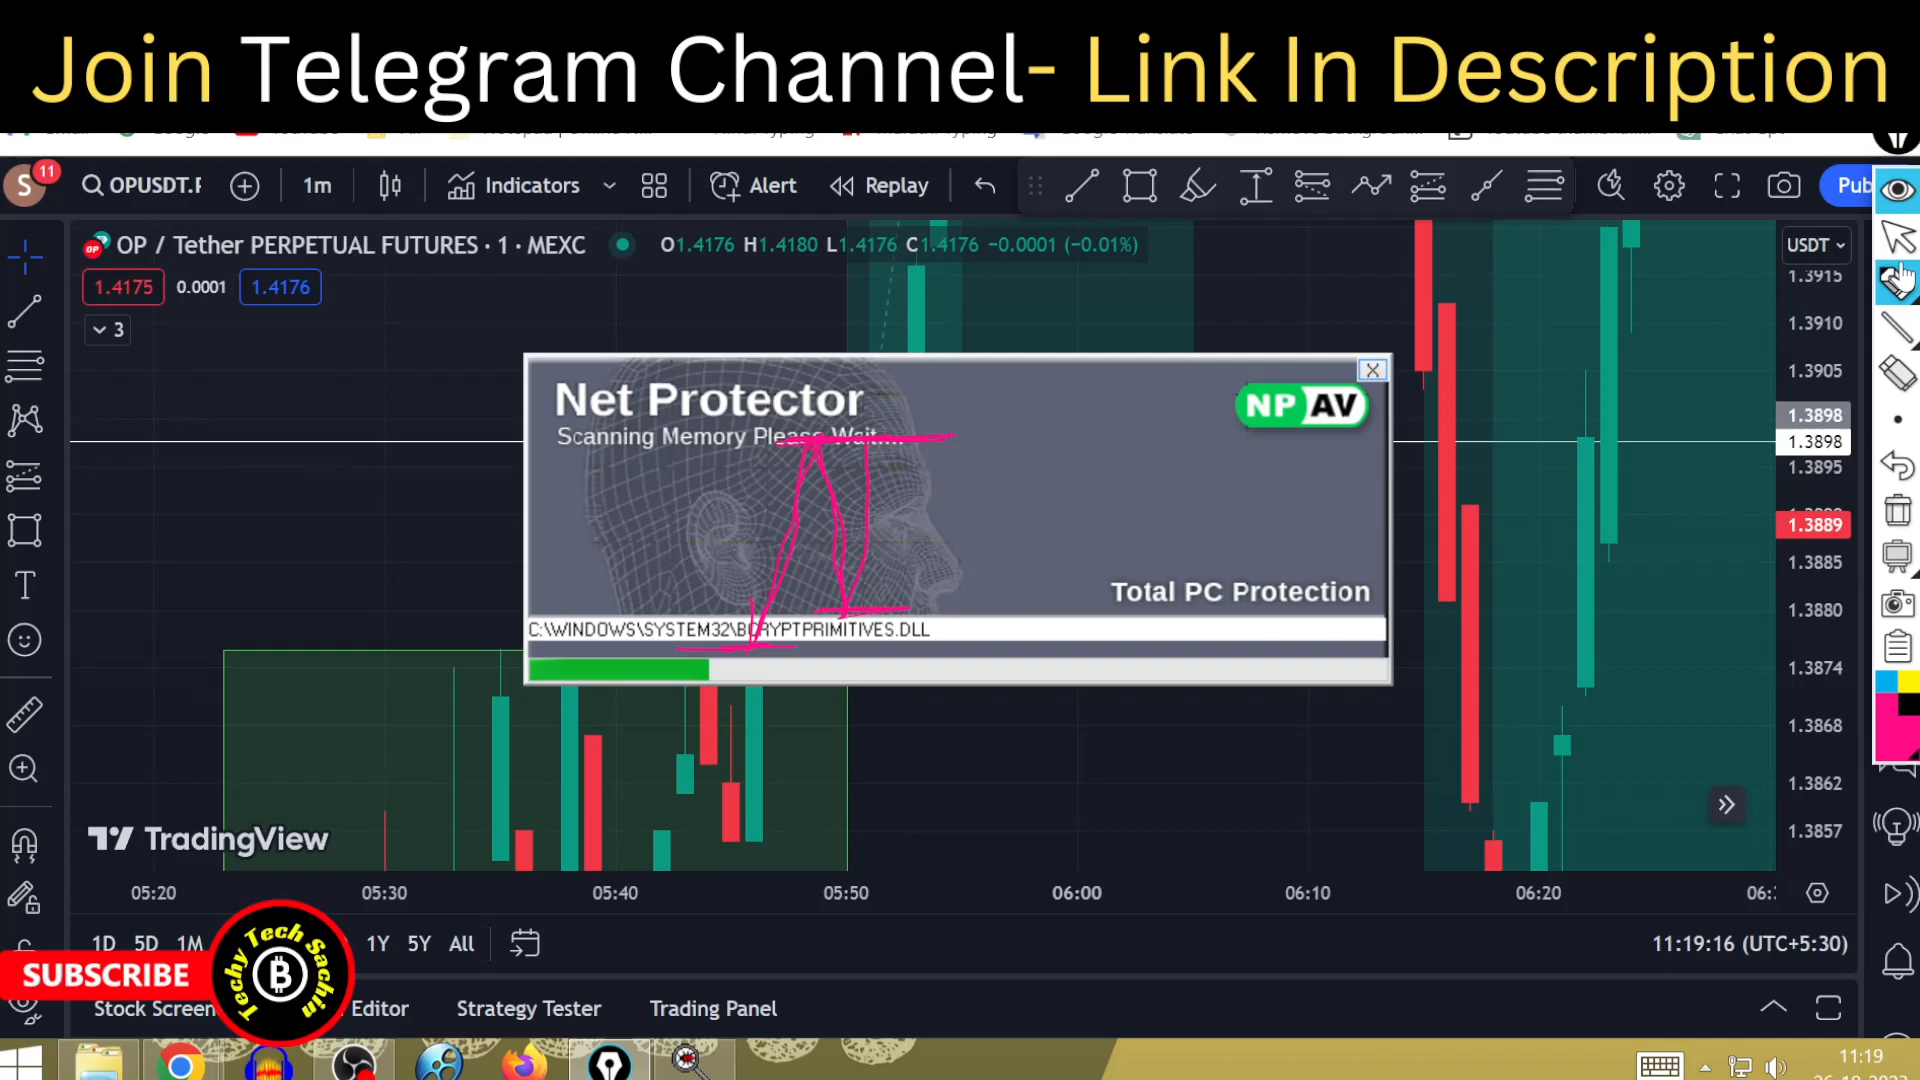 Join Telegram Channel- Link In Description
S
11
OPUSDT.F
1m
Indicators
Alert
Replay
Pub
OP / Tether PERPETUAL FUTURES · 1 · MEXC
O1.4176 H1.4180 L1.4176 C1.4176 −0.0001 (−0.01%)
USDT
1.4175
0.0001
1.4176
3
1.3915
1.3910
1.3905
1.3898
1.3898
1.3895
1.3889
1.3885
1.3880
1.3874
1.3868
1.3862
1.3857
Net Protector
NP AV
Scanning Memory Please Wait...
Total PC Protection
C:\WINDOWS\SYSTEM32\BCRYPTPRIMITIVES.DLL
TradingView
05:20
05:30
05:40
05:50
06:00
06:10
06:20
06:
1D
5D
1M
1Y
5Y
All
11:19:16 (UTC+5:30)
SUBSCRIBE
Techy Tech Sachin
Stock Screen
Editor
Strategy Tester
Trading Panel
11:19